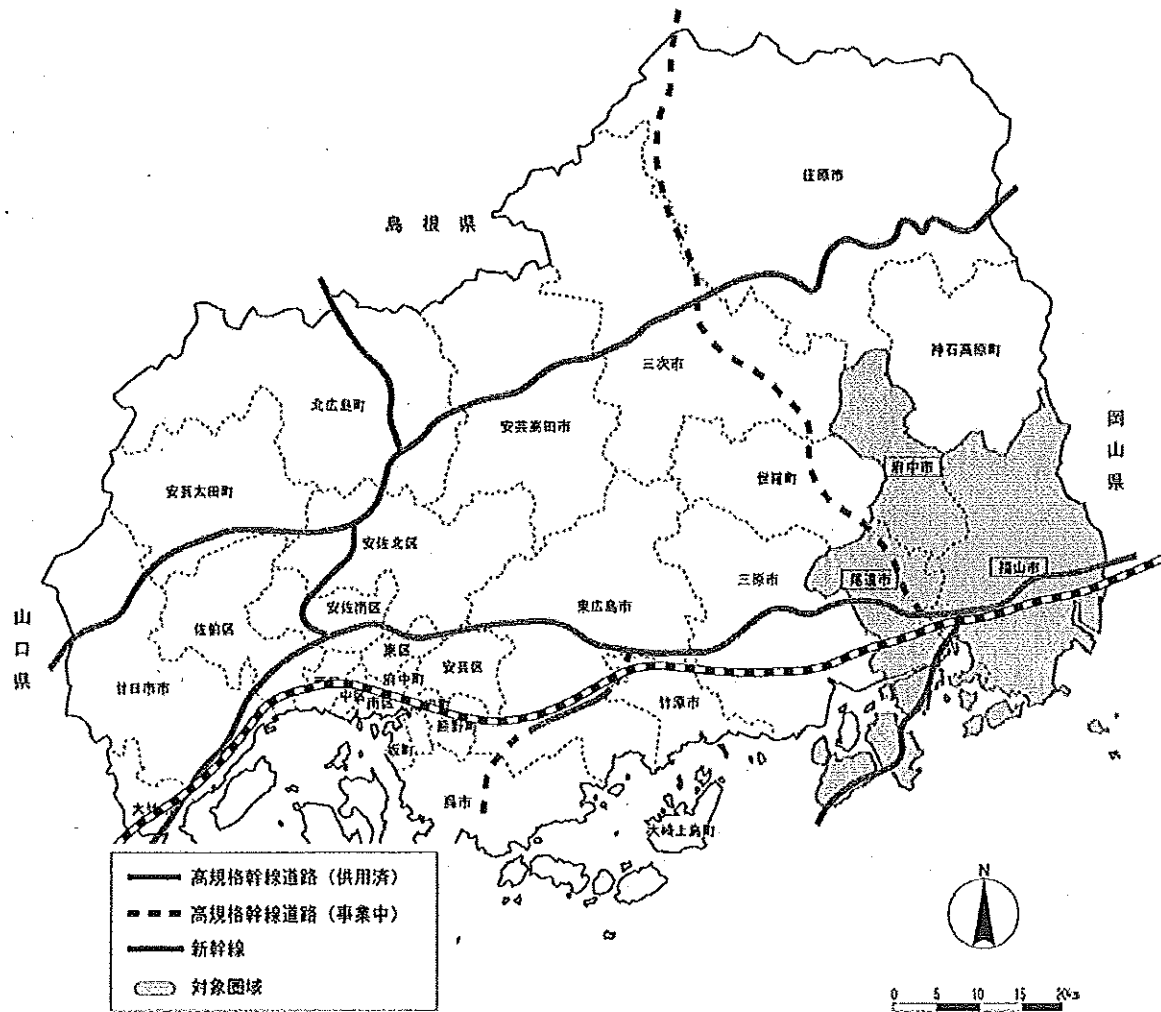 庄原市
島根県
神石高原町
三次市
北広島町
安芸高田市
岡山県
府中市
世羅町
安芸太田町
安佐北区
三原市
尾道市
福山市
安佐南区
東広島市
山口県
佐伯区
東区
安芸区
廿日市市
府中町
中区
南区
竹原市
熊野町
坂町
呉市
大崎上島町
高規格幹線道路（供用済）
高規格幹線道路（事業中）
新幹線
対象圏域
N
0 5 10 15 20km